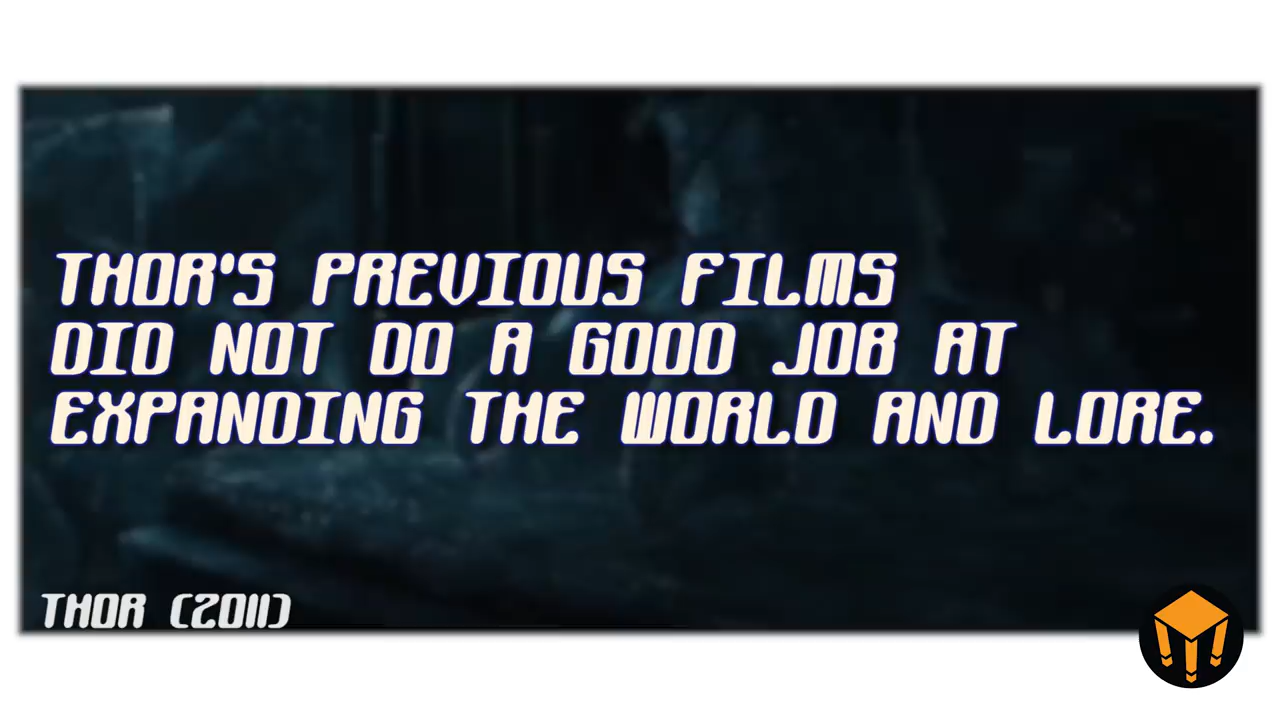 THOR'S PREVIOUS FILMS
DID NOT DO A GOOD JOB AT
EXPANDING THE WORLD AND LORE.
THOR (2011)